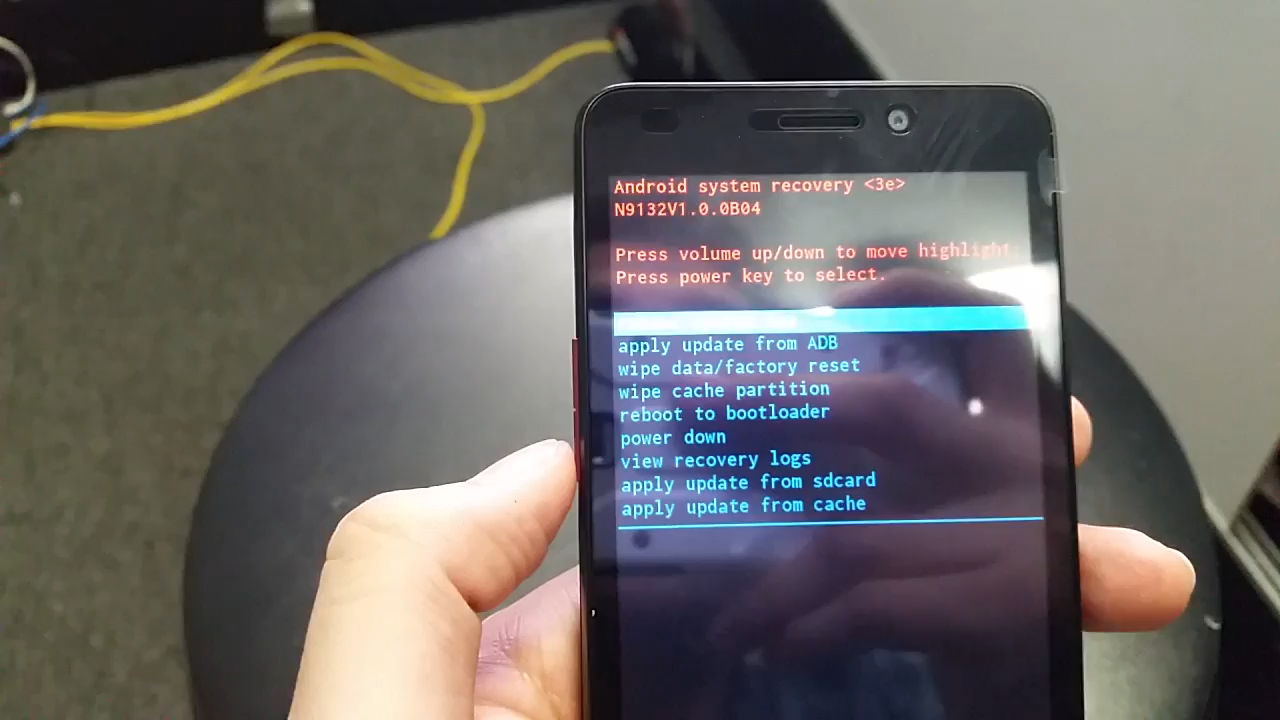 Android system recovery <3e>
N9132V1.0.0B04
Press volume up/down to move highlight
Press power key to select.
apply update from ADB
wipe data/factory reset
wipe cache partition
reboot to bootloader
power down
view recovery logs
apply update from sdcard
apply update from cache